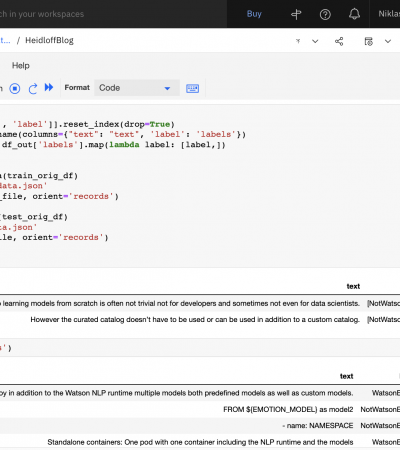 ch in your workspaces
Buy
Niklas
t... / HeidloffBlog
Help
n
Format
Code
, 'label']].reset_index(drop=True)
name(columns={"text": "text", 'label': 'labels'})
df_out['labels'].map(lambda label: [label,])
(train_orig_df)
data.json'
_file, orient='records')
(test_orig_df)
ta.json'
ile, orient='records')
text
p learning models from scratch is often not trivial not for developers and sometimes not even for data scientists. [NotWatso
However the curated catalog doesn't have to be used or can be used in addition to a custom catalog. [NotWatso
s')
text
by in addition to the Watson NLP runtime multiple models both predefined models as well as custom models. WatsonE
FROM ${EMOTION_MODEL} as model2 NotWatsonE
- name: NAMESPACE NotWatsonE
Standalone containers: One pod with one container including the NLP runtime and the models WatsonE